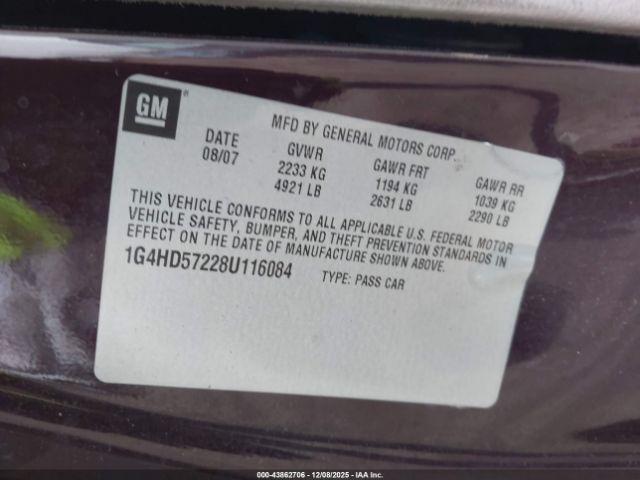 GM
MFD BY GENERAL MOTORS CORP.
DATE GVWR GAWR FRT GAWR RR
08/07 2233 KG 1194 KG 1039 KG
4921 LB 2631 LB 2290 LB
THIS VEHICLE CONFORMS TO ALL APPLICABLE U.S. FEDERAL MOTOR
VEHICLE SAFETY, BUMPER, AND THEFT PREVENTION STANDARDS IN
EFFECT ON THE DATE OF MANUFACTURE SHOWN ABOVE.
1G4HD57228U116084 TYPE: PASS CAR
000-43862706 - 12/08/2025 - IAA Inc.